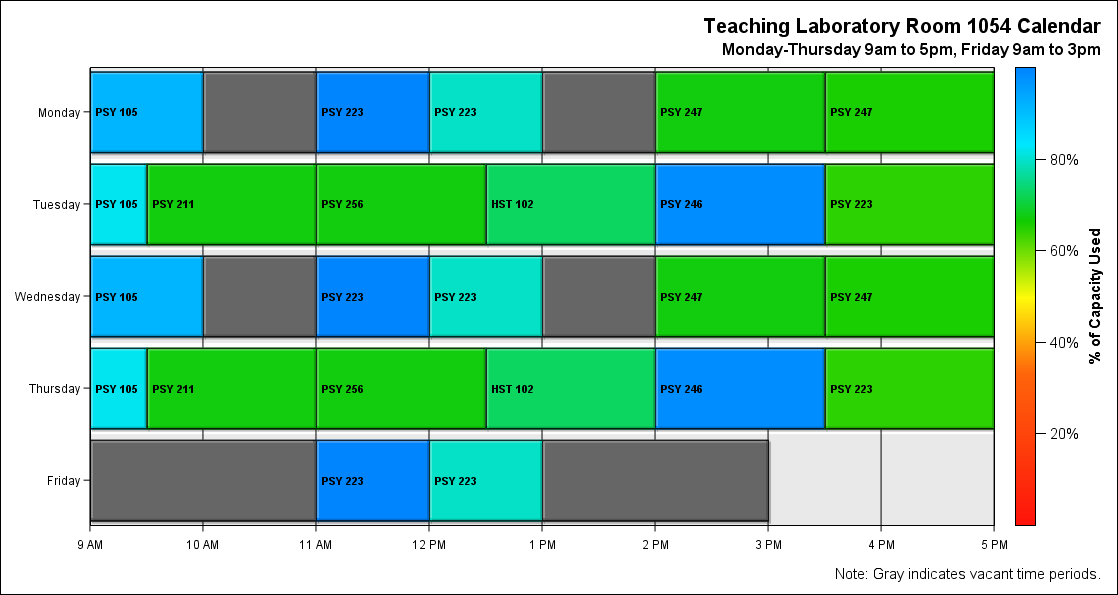 Teaching Laboratory Room 1054 Calendar
Monday-Thursday 9am to 5pm, Friday 9am to 3pm
Monday
PSY 105
PSY 223
PSY 223
PSY 247
PSY 247
Tuesday
PSY 105
PSY 211
PSY 256
HST 102
PSY 246
PSY 223
Wednesday
PSY 105
PSY 223
PSY 223
PSY 247
PSY 247
Thursday
PSY 105
PSY 211
PSY 256
HST 102
PSY 246
PSY 223
Friday
PSY 223
PSY 223
9 AM
10 AM
11 AM
12 PM
1 PM
2 PM
3 PM
4 PM
5 PM
80%
60%
40%
20%
% of Capacity Used
Note: Gray indicates vacant time periods.